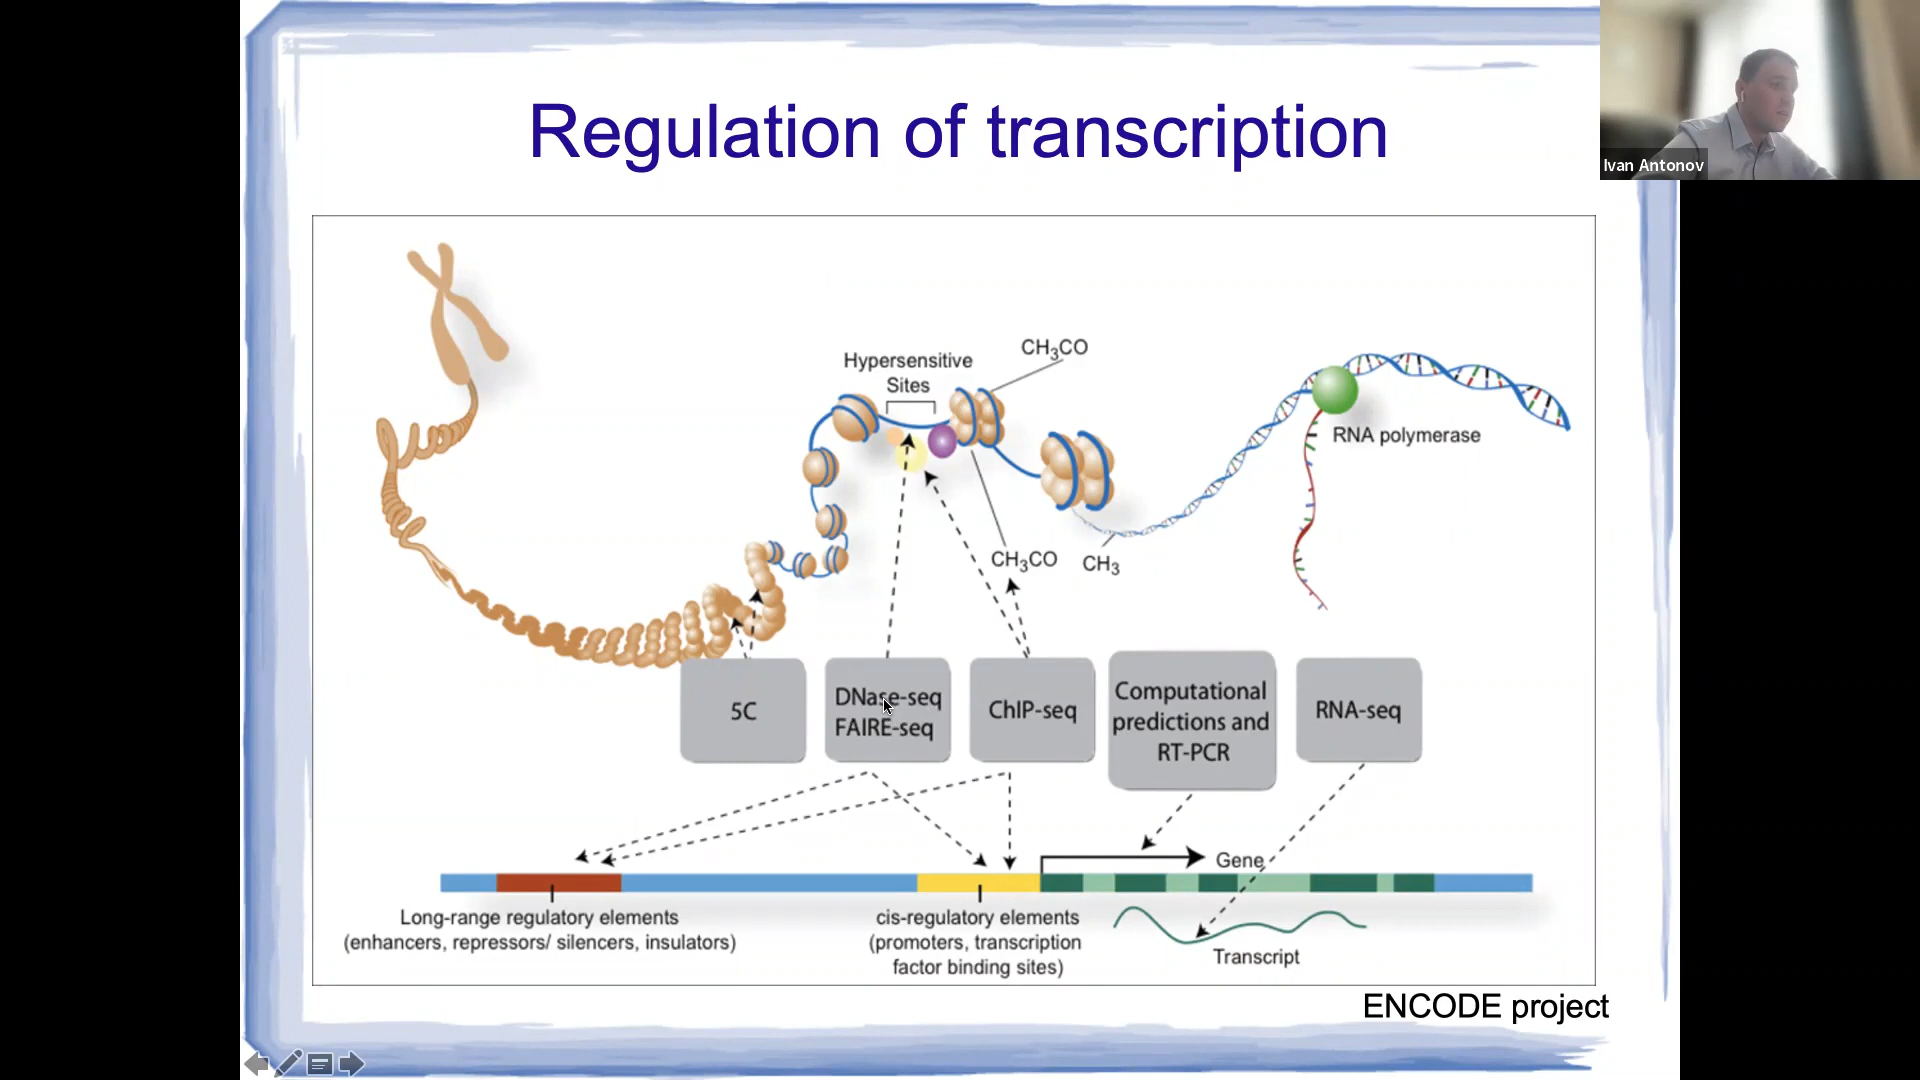 Regulation of transcription
Ivan Antonov
Hypersensitive
Sites
CH₃CO
RNA polymerase
CH₃CO
CH₃
5C
DNase-seq
FAIRE-seq
ChIP-seq
Computational
predictions and
RT-PCR
RNA-seq
Gene
Long-range regulatory elements
(enhancers, repressors/ silencers, insulators)
cis-regulatory elements
(promoters, transcription
factor binding sites)
Transcript
ENCODE project